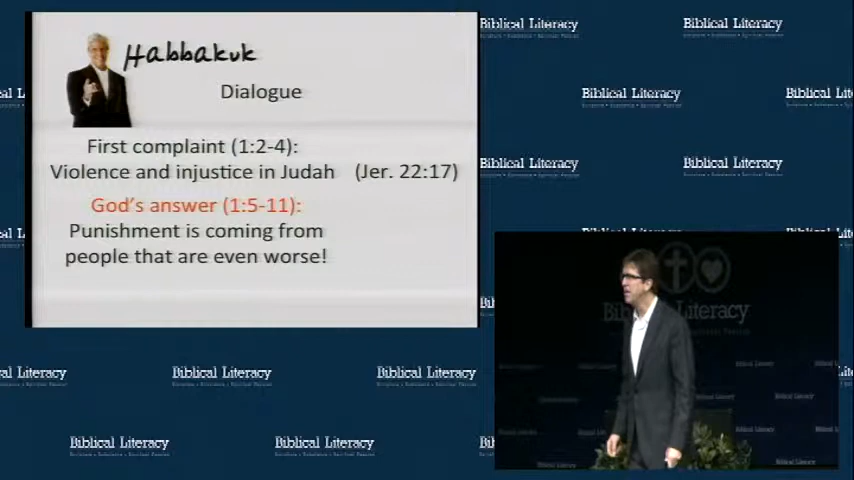 Habbakuk
Dialogue
First complaint (1:2-4):
Violence and injustice in Judah (Jer. 22:17)
God's answer (1:5-11):
Punishment is coming from
people that are even worse!
Biblical Literacy
Biblical Literacy
Biblical Literacy
Biblical Literacy
Biblical Literacy
Biblical Literacy
Biblical Literacy
Biblical Literacy
Biblical Literacy
Biblical Literacy